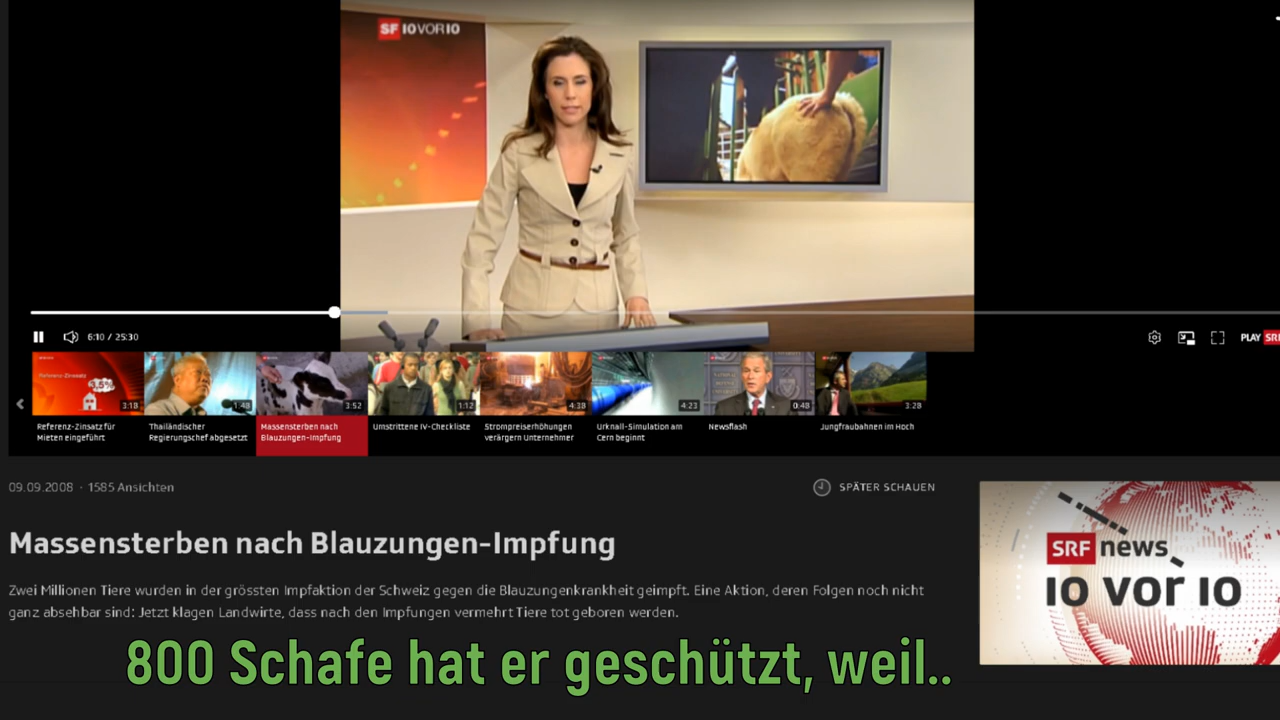 SF 10VOR10
6:10 / 25:30
PLAY SRF
Referenz-Zinssatz
3.5%
3:18
1:48
3:52
1:12
4:38
4:23
0:48
3:28
Referenz-Zinssatz für
Mieten eingeführt
Thailändischer
Regierungschef abgesetzt
Massensterben nach
Blauzungen-Impfung
Umstrittene IV-Checkliste
Strompreiserhöhungen
verärgern Unternehmer
Urknall-Simulation am
Cern beginnt
Newsflash
Jungfraubahnen im Hoch
09.09.2008 · 1585 Ansichten
SPÄTER SCHAUEN
Massensterben nach Blauzungen-Impfung
Zwei Millionen Tiere wurden in der grössten Impfaktion der Schweiz gegen die Blauzungenkrankheit geimpft. Eine Aktion, deren Folgen noch nicht
ganz absehbar sind: Jetzt klagen Landwirte, dass nach den Impfungen vermehrt Tiere tot geboren werden.
SRF news
10 vor 10
800 Schafe hat er geschützt, weil..